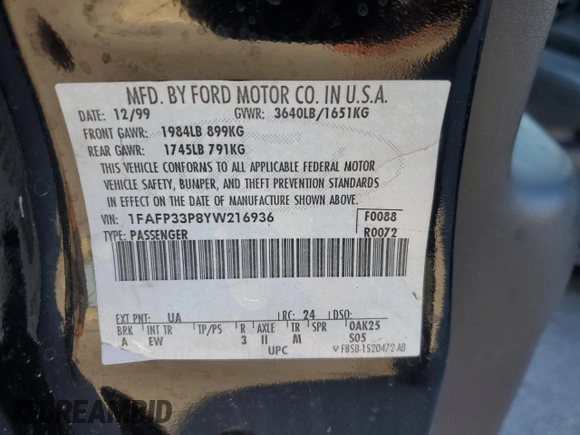 MFD. BY FORD MOTOR CO. IN U.S.A.
DATE: 12/99 GVWR: 3640LB/1651KG
FRONT GAWR: 1984LB 899KG
REAR GAWR: 1745LB 791KG
THIS VEHICLE CONFORMS TO ALL APPLICABLE FEDERAL MOTOR
VEHICLE SAFETY, BUMPER, AND THEFT PREVENTION STANDARDS
IN EFFECT ON THE DATE OF MANUFACTURE SHOWN ABOVE.
VIN: 1FAFP33P8YW216936 F0088
TYPE: PASSENGER R0072
EXT PNT: UA RC: 24 DSO:
BRK INT TR TP/PS R AXLE TR SPR 0AK25
A EW 3 II M S05
UPC F85B-1520472-AB
DREAMBID